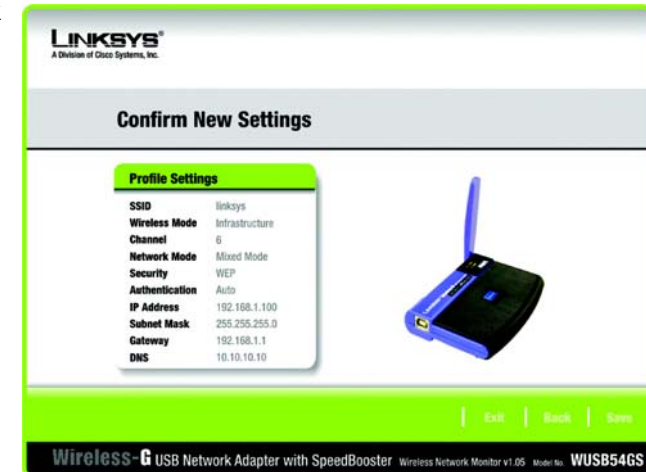 LINKSYS®
A Division of Cisco Systems, Inc.
Confirm New Settings
Profile Settings
SSID linksys
Wireless Mode Infrastructure
Channel 6
Network Mode Mixed Mode
Security WEP
Authentication Auto
IP Address 192.168.1.100
Subnet Mask 255.255.255.0
Gateway 192.168.1.1
DNS 10.10.10.10
Exit Back Save
Wireless-G USB Network Adapter with SpeedBooster Wireless Network Monitor v1.05 Model No. WUSB54GS